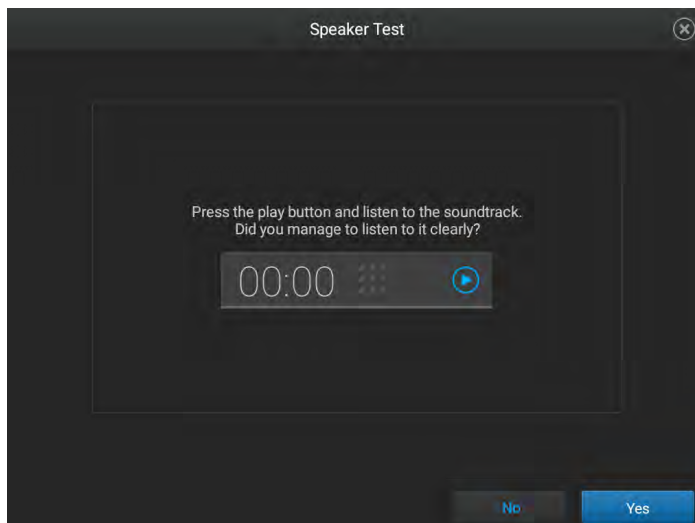 Speaker Test
Press the play button and listen to the soundtrack.
Did you manage to listen to it clearly?
00:00
No
Yes